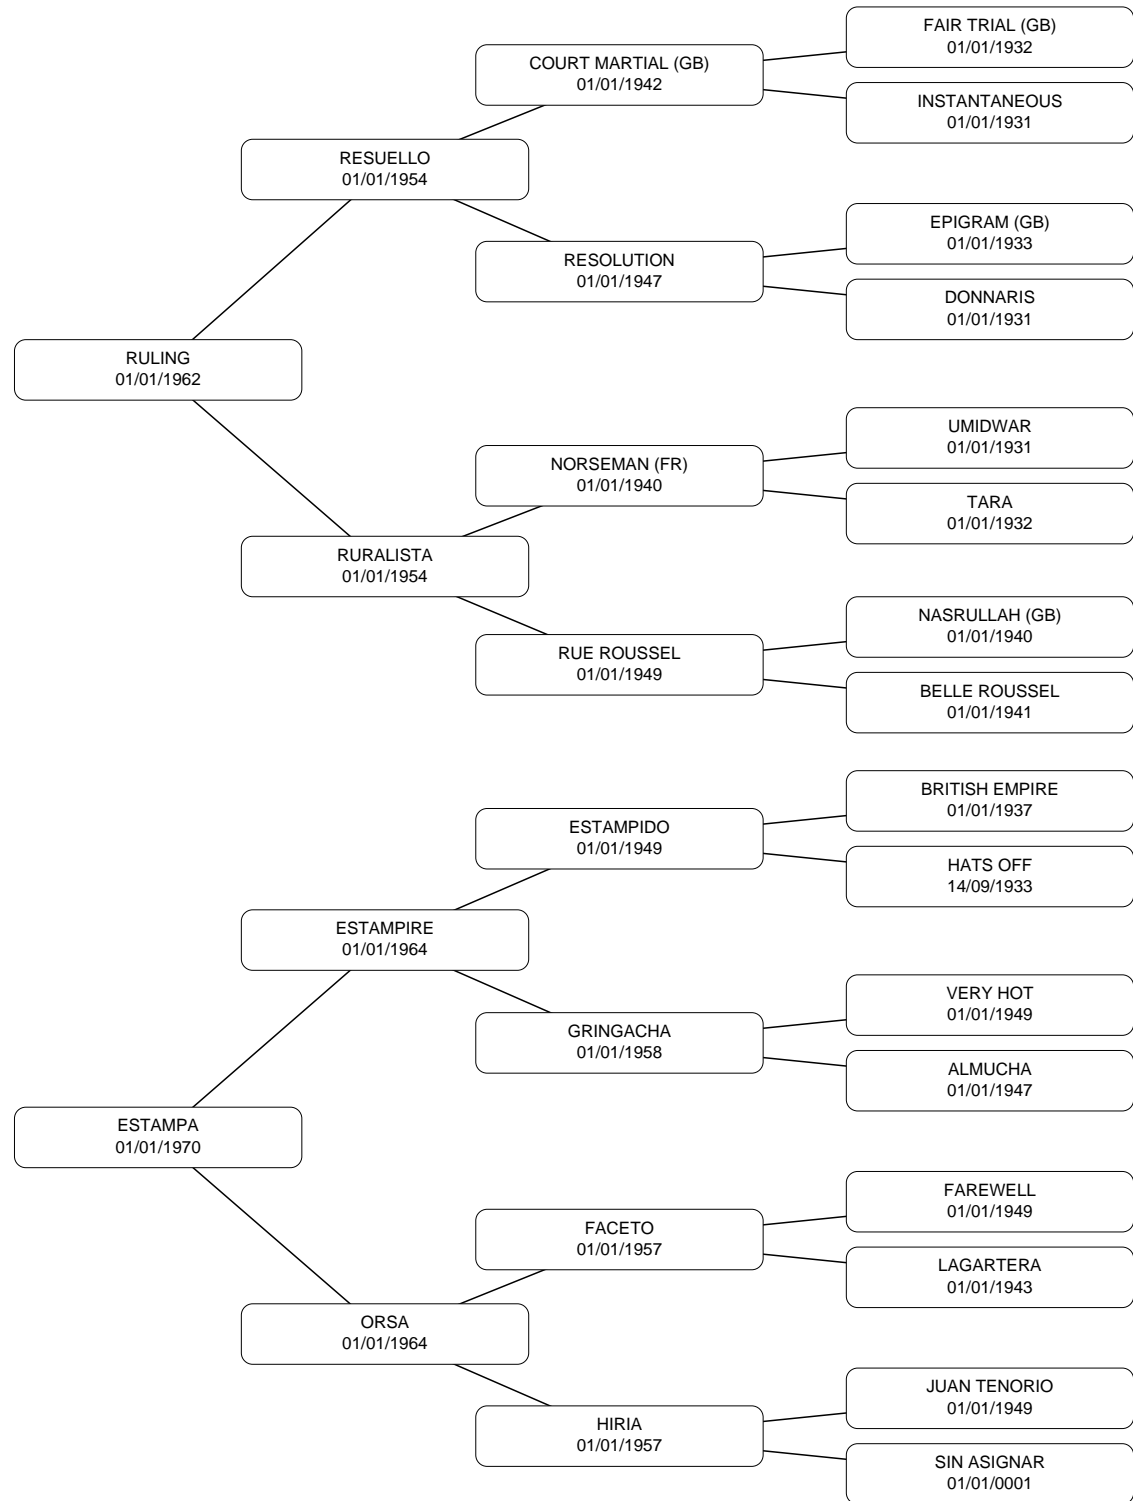 FAIR TRIAL (GB)
01/01/1932
COURT MARTIAL (GB)
01/01/1942
INSTANTANEOUS
01/01/1931
RESUELLO
01/01/1954
EPIGRAM (GB)
01/01/1933
RESOLUTION
01/01/1947
DONNARIS
01/01/1931
RULING
01/01/1962
UMIDWAR
01/01/1931
NORSEMAN (FR)
01/01/1940
TARA
01/01/1932
RURALISTA
01/01/1954
NASRULLAH (GB)
01/01/1940
RUE ROUSSEL
01/01/1949
BELLE ROUSSEL
01/01/1941
BRITISH EMPIRE
01/01/1937
ESTAMPIDO
01/01/1949
HATS OFF
14/09/1933
ESTAMPIRE
01/01/1964
VERY HOT
01/01/1949
GRINGACHA
01/01/1958
ALMUCHA
01/01/1947
ESTAMPA
01/01/1970
FAREWELL
01/01/1949
FACETO
01/01/1957
LAGARTERA
01/01/1943
ORSA
01/01/1964
JUAN TENORIO
01/01/1949
HIRIA
01/01/1957
SIN ASIGNAR
01/01/0001